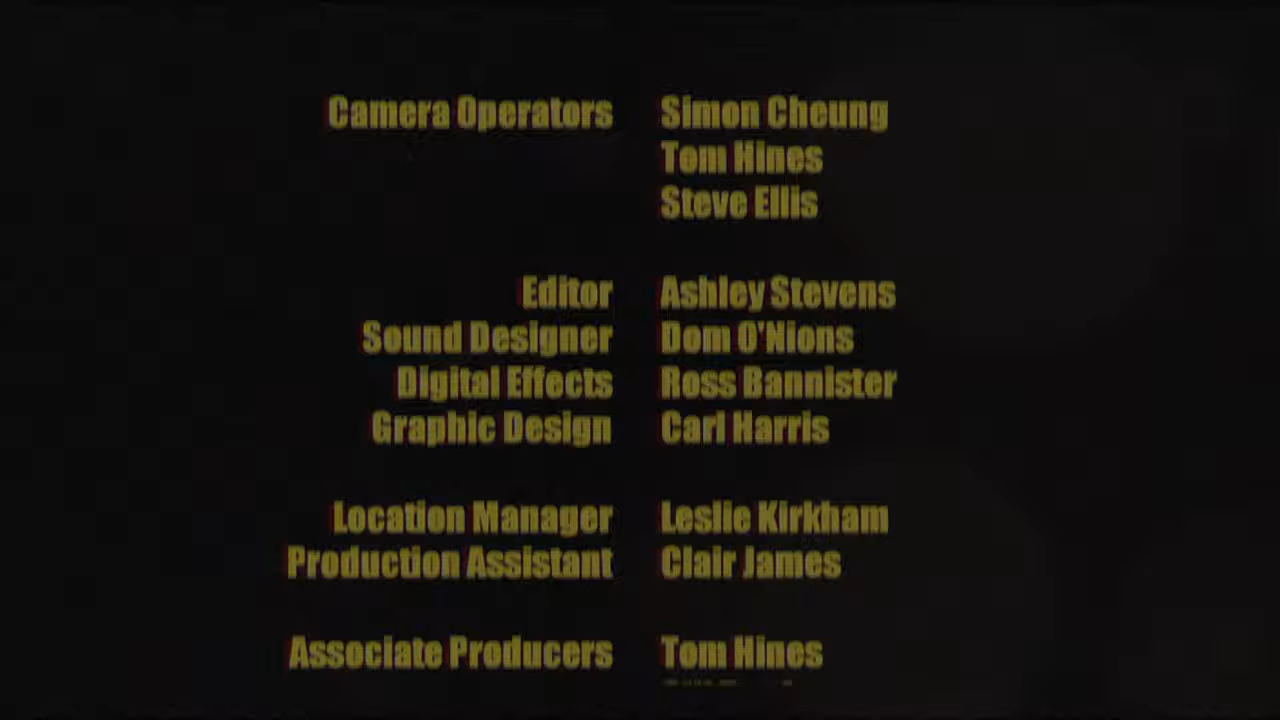 Camera Operators Simon Cheung
Tom Hines
Steve Ellis
Editor Ashley Stevens
Sound Designer Dom O'Nions
Digital Effects Ross Bannister
Graphic Design Carl Harris
Location Manager Leslie Kirkham
Production Assistant Clair James
Associate Producers Tom Hines